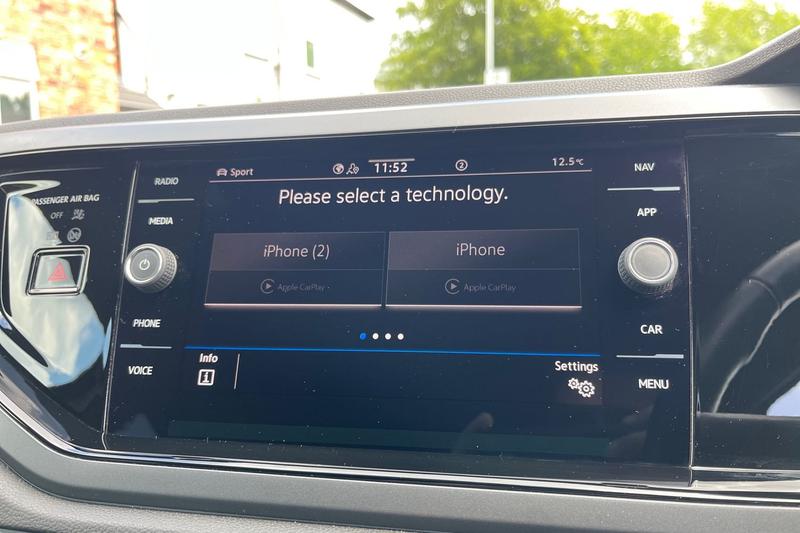 PASSENGER AIR BAG
OFF
RADIO
MEDIA
PHONE
VOICE
Sport
11:52
2
12.5°C
Please select a technology.
iPhone (2)
iPhone
Apple CarPlay
Apple CarPlay
Info
Settings
NAV
APP
CAR
MENU